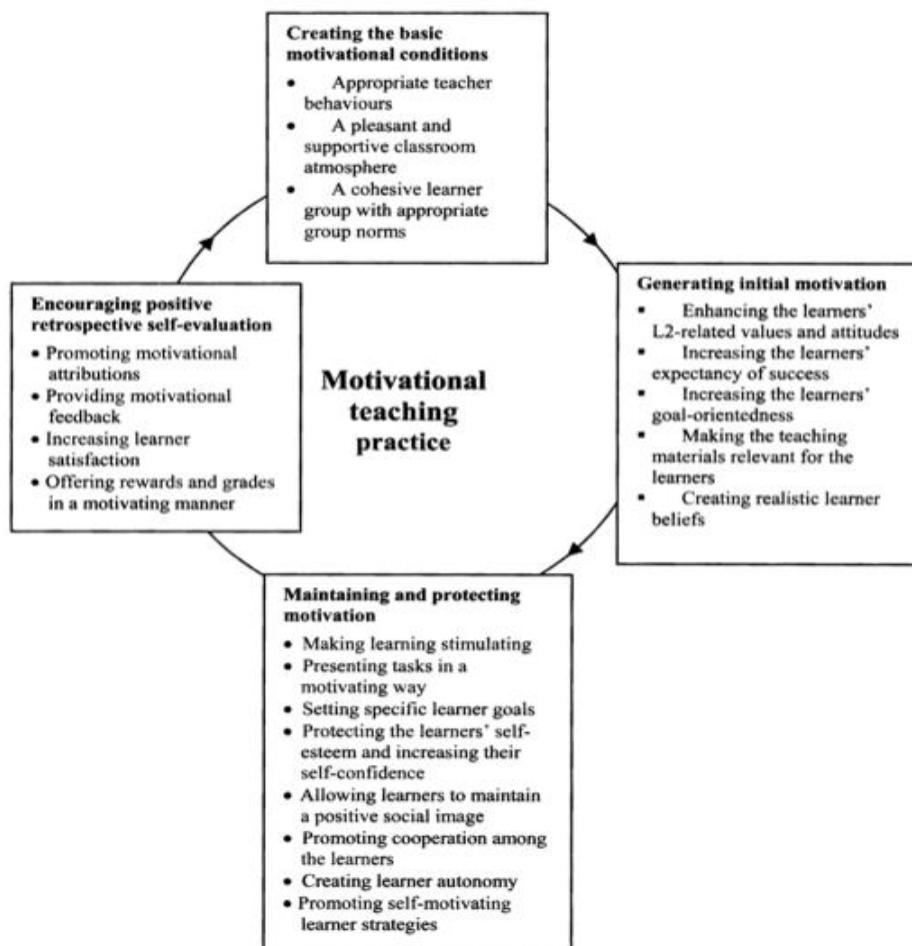 Creating the basic
motivational conditions
• Appropriate teacher
behaviours
• A pleasant and
supportive classroom
atmosphere
• A cohesive learner
group with appropriate
group norms
Generating initial motivation
▪ Enhancing the learners’
L2-related values and attitudes
▪ Increasing the learners’
expectancy of success
▪ Increasing the learners’
goal-orientedness
▪ Making the teaching
materials relevant for the
learners
▪ Creating realistic learner
beliefs
Encouraging positive
retrospective self-evaluation
• Promoting motivational
attributions
• Providing motivational
feedback
• Increasing learner
satisfaction
• Offering rewards and grades
in a motivating manner
Motivational
teaching
practice
Maintaining and protecting
motivation
• Making learning stimulating
• Presenting tasks in a
motivating way
• Setting specific learner goals
• Protecting the learners’ self-
esteem and increasing their
self-confidence
• Allowing learners to maintain
a positive social image
• Promoting cooperation among
the learners
• Creating learner autonomy
• Promoting self-motivating
learner strategies